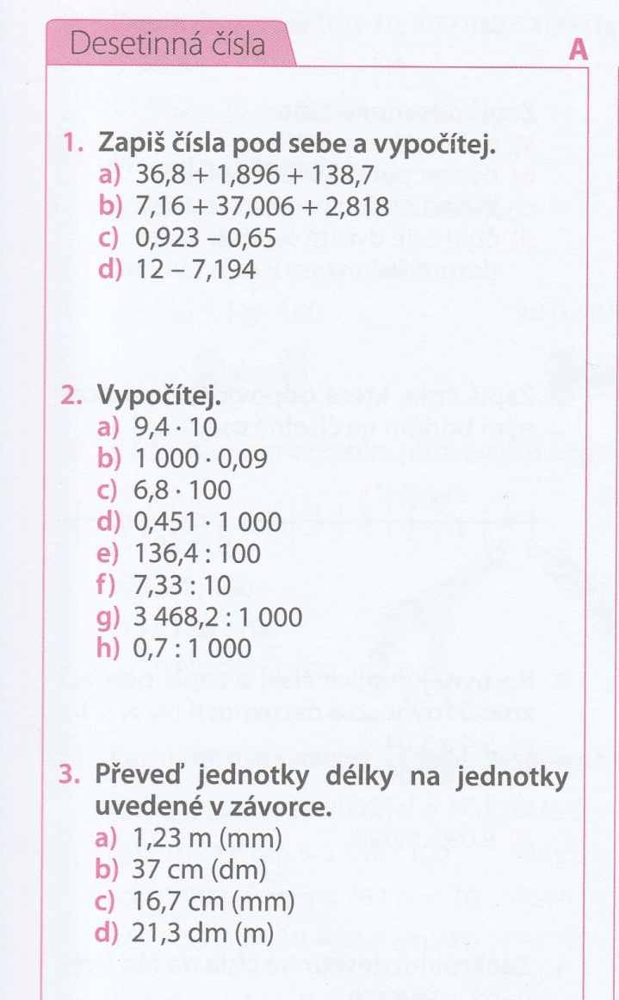 Desetinná čísla
A
1. Zapiš čísla pod sebe a vypočítej.
a) 36,8 + 1,896 + 138,7
b) 7,16 + 37,006 + 2,818
c) 0,923 – 0,65
d) 12 – 7,194
2. Vypočítej.
a) 9,4 · 10
b) 1 000 · 0,09
c) 6,8 · 100
d) 0,451 · 1 000
e) 136,4 : 100
f) 7,33 : 10
g) 3 468,2 : 1 000
h) 0,7 : 1 000
3. Převeď jednotky délky na jednotky
uvedené v závorce.
a) 1,23 m (mm)
b) 37 cm (dm)
c) 16,7 cm (mm)
d) 21,3 dm (m)